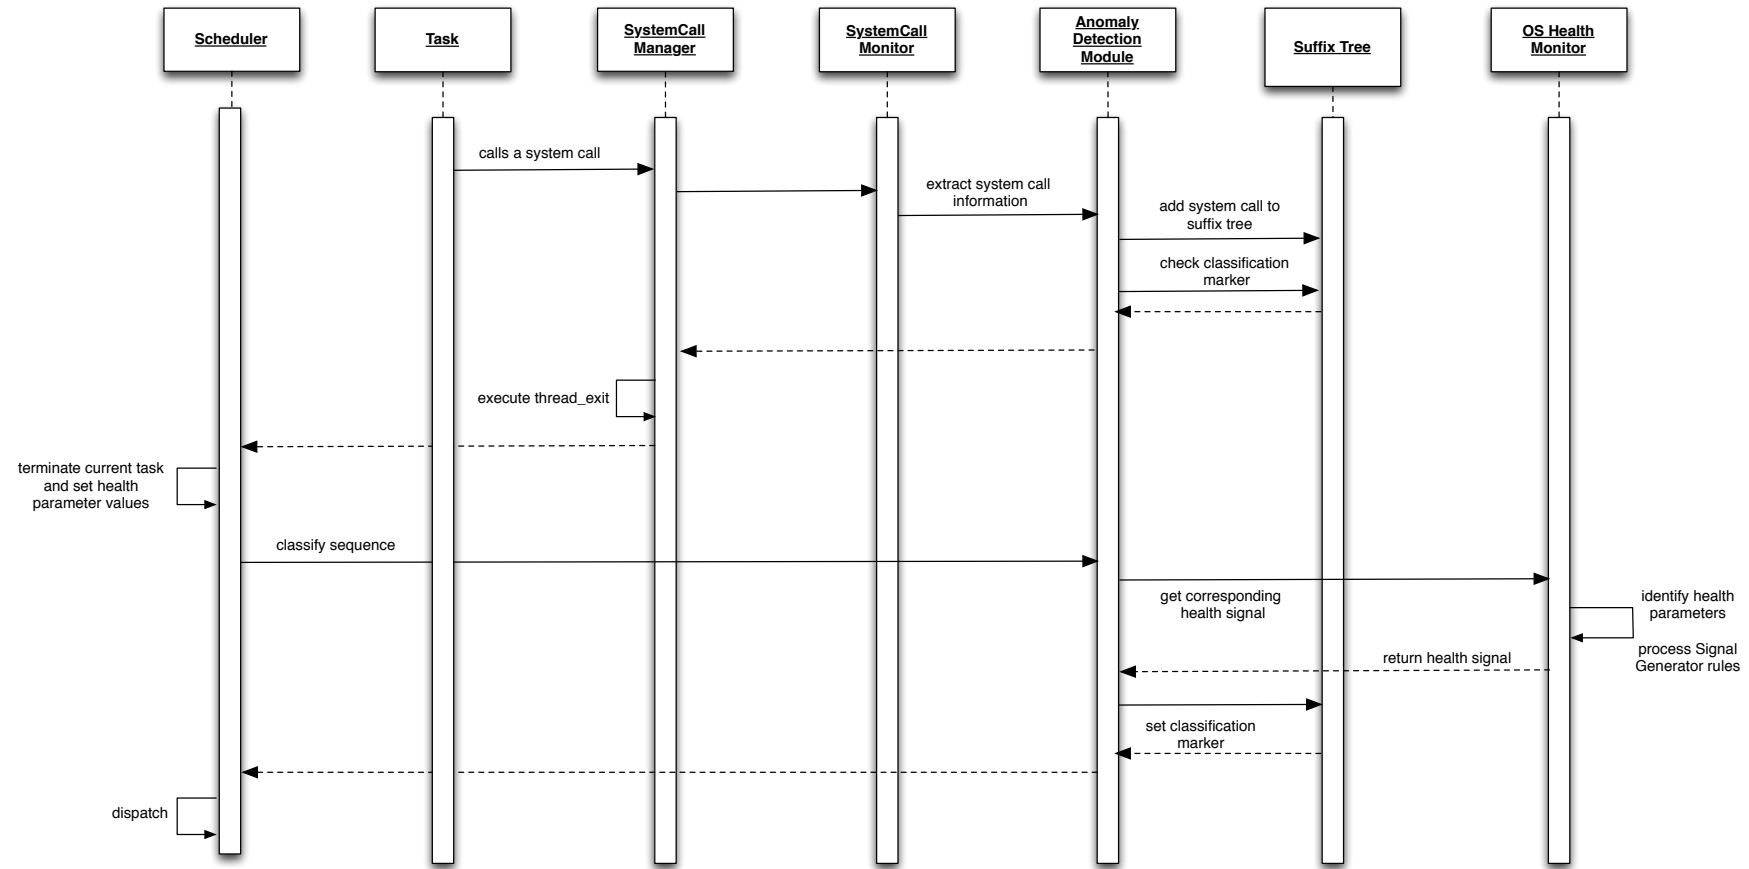 Scheduler
Task
SystemCall
Manager
SystemCall
Monitor
Anomaly
Detection
Module
Suffix Tree
OS Health
Monitor
calls a system call
extract system call
information
add system call to
suffix tree
check classification
marker
execute thread_exit
terminate current task
and set health
parameter values
classify sequence
get corresponding
health signal
identify health
parameters
process Signal
Generator rules
return health signal
set classification
marker
dispatch